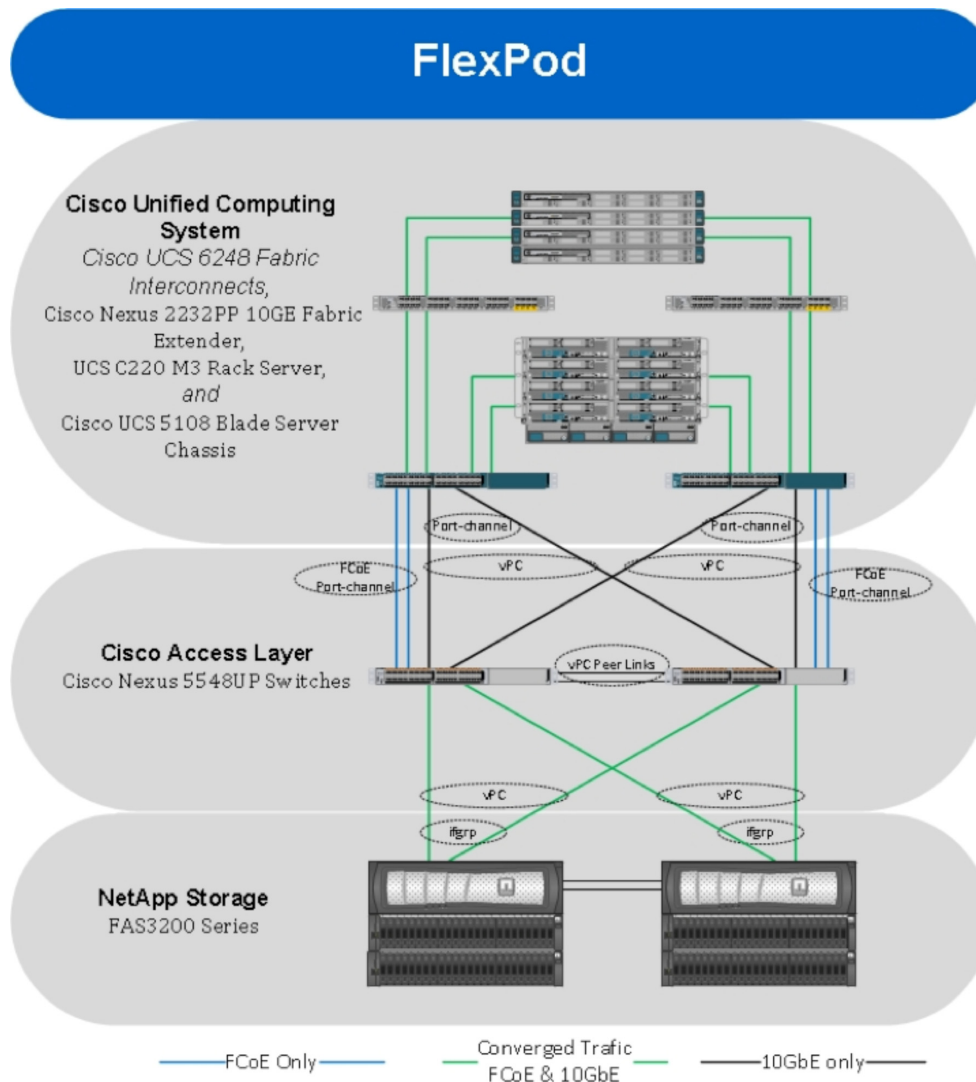 FlexPod
Cisco Unified Computing
System
Cisco UCS 6248 Fabric
Interconnects,
Cisco Nexus 2232PP 10GE Fabric
Extender,
UCS C220 M3 Rack Server,
and
Cisco UCS 5108 Blade Server
Chassis
Port-channel
Port-channel
vPC
vPC
FCoE
Port-channel
FCoE
Port-channel
Cisco Access Layer
Cisco Nexus 5548UP Switches
vPC Peer Links
vPC
vPC
ifgrp
ifgrp
NetApp Storage
FAS3200 Series
FCoE Only
Converged Trafic
FCoE & 10GbE
10GbE only